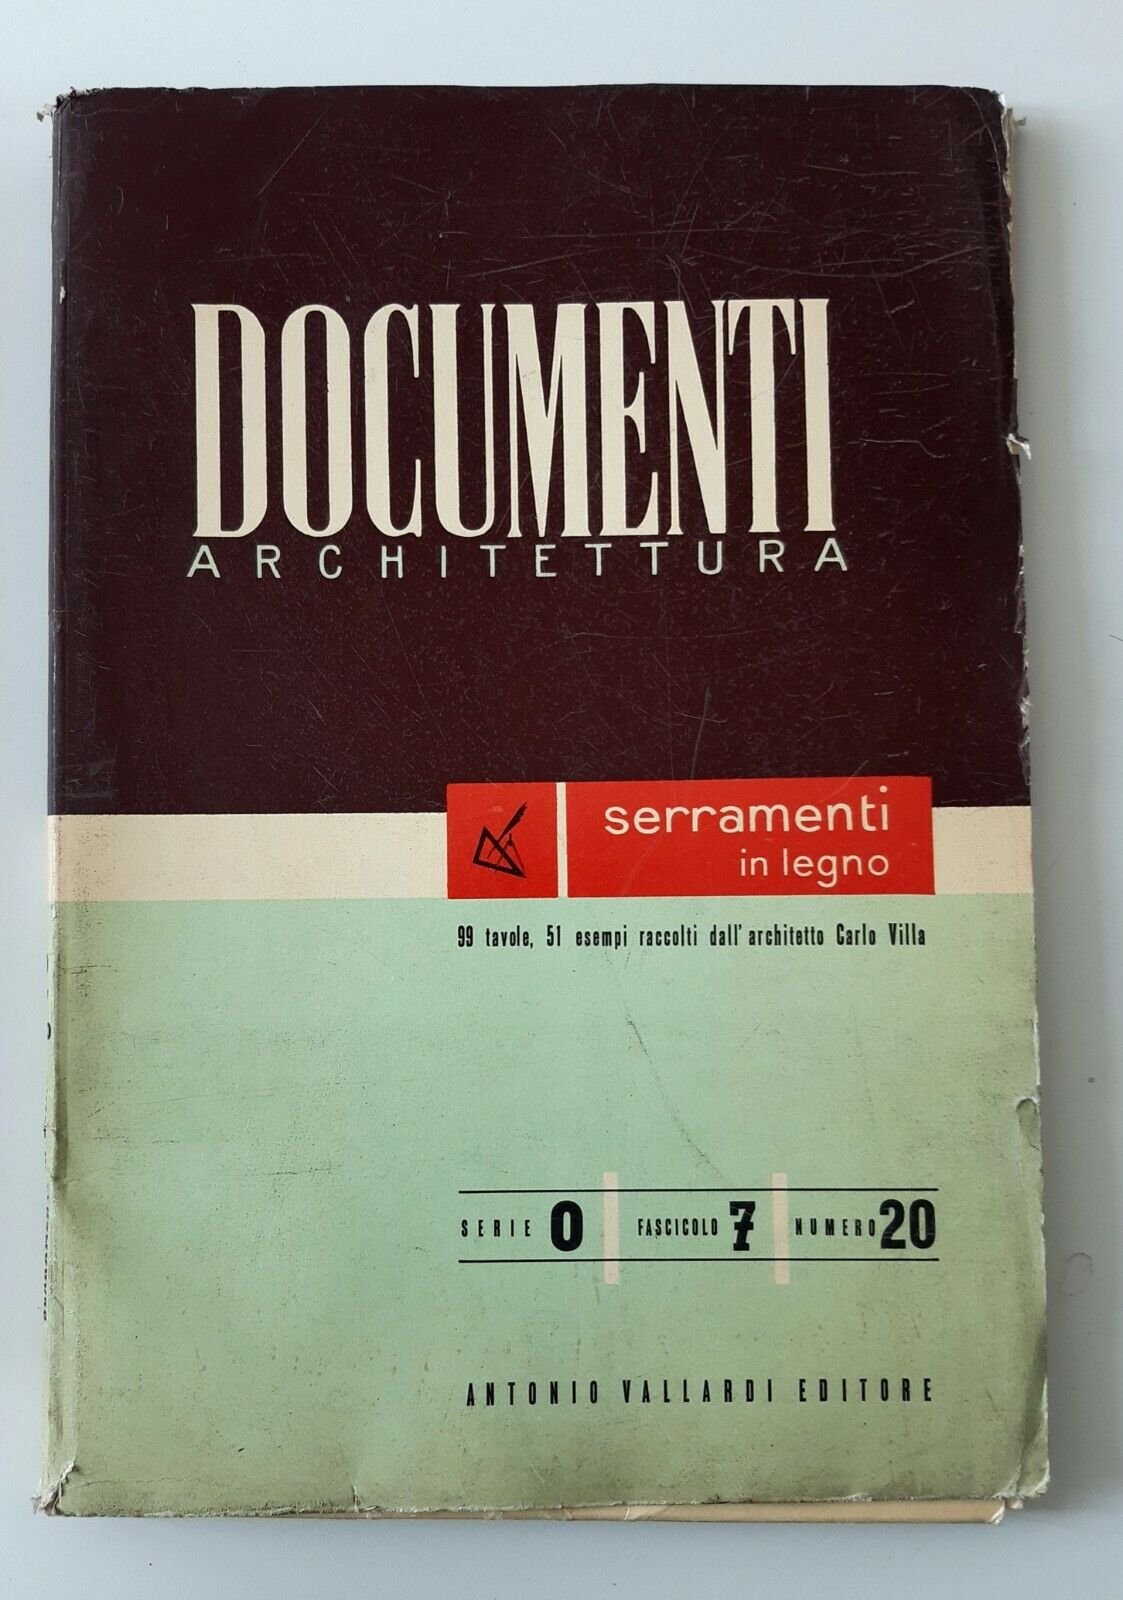 DOCUMENTI
ARCHITETTURA
serramenti
in legno
99 tavole, 51 esempi raccolti dall'architetto Carlo Villa
SERIE O FASCICOLO 7 NUMERO 20
ANTONIO VALLARDI EDITORE